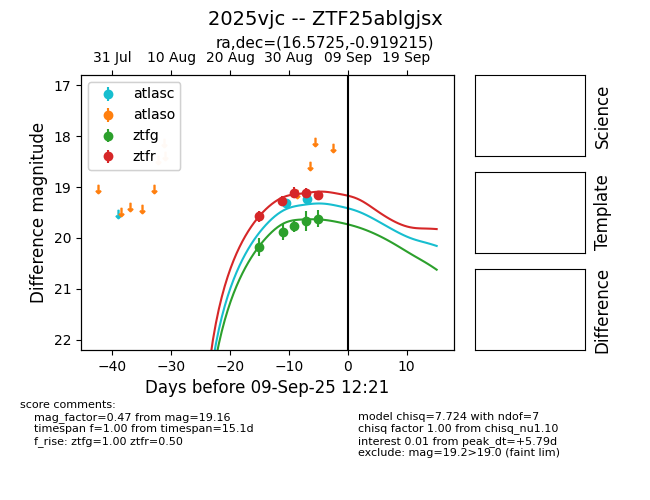 2025vjc -- ZTF25ablgjsx
ra,dec=(16.5725,-0.919215)
31 Jul 10 Aug 20 Aug 30 Aug 09 Sep 19 Sep
17
18
19
20
21
22
Difference magnitude
atlasc
atlaso
ztfg
ztfr
−40 −30 −20 −10 0 10
Days before 09-Sep-25 12:21
Science
Template
Difference
score comments:
mag_factor=0.47 from mag=19.16
timespan f=1.00 from timespan=15.1d
f_rise: ztfg=1.00 ztfr=0.50
model chisq=7.724 with ndof=7
chisq factor 1.00 from chisq_nu1.10
interest 0.01 from peak_dt=+5.79d
exclude: mag=19.2>19.0 (faint lim)